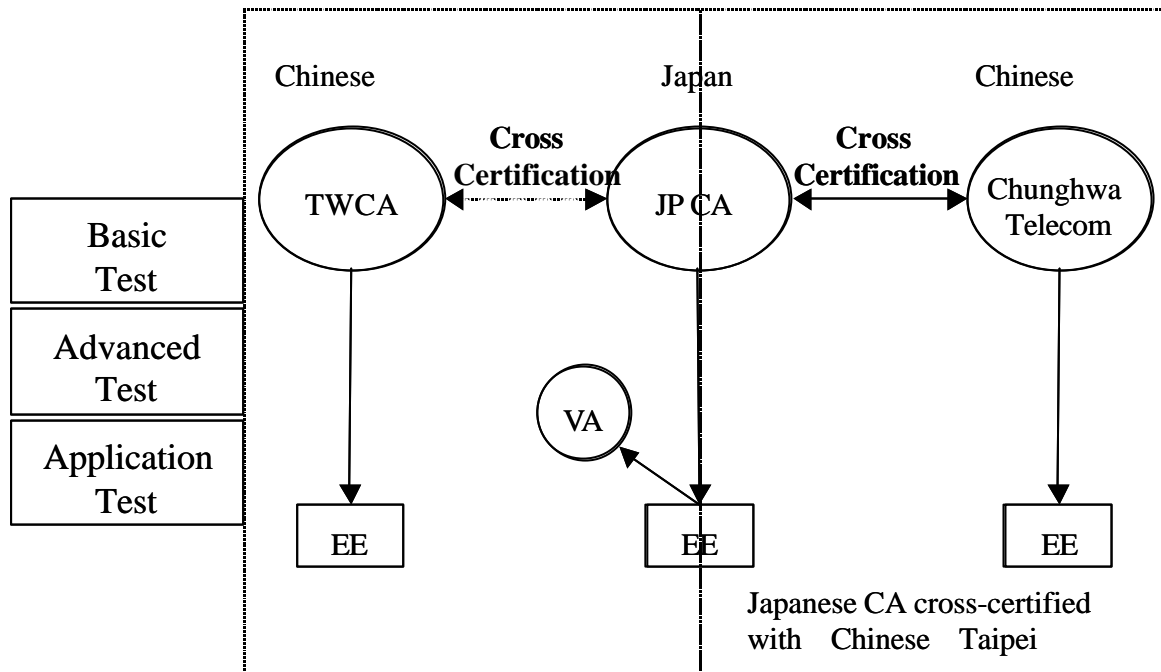 Chinese
Japan
Chinese
Cross
Certification
Cross
Certification
TWCA
JP CA
Chunghwa
Telecom
Basic
Test
Advanced
Test
Application
Test
VA
EE
EE
EE
Japanese CA cross-certified
with Chinese Taipei